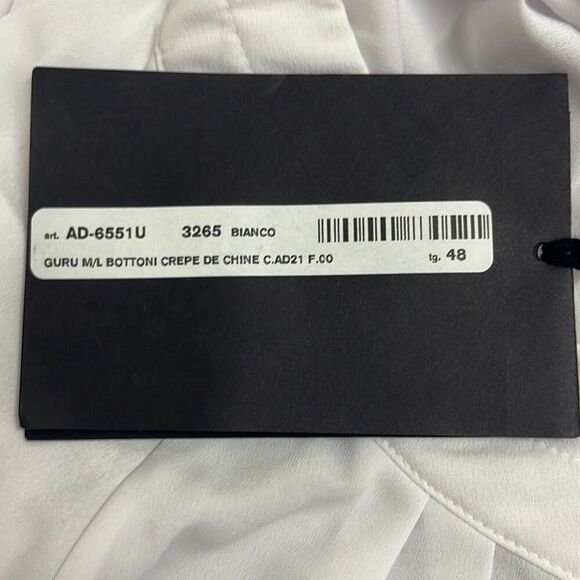 art. AD-6551U 3265 BIANCO
GURU M/L BOTTONI CREPE DE CHINE C.AD21 F.00 tg. 48